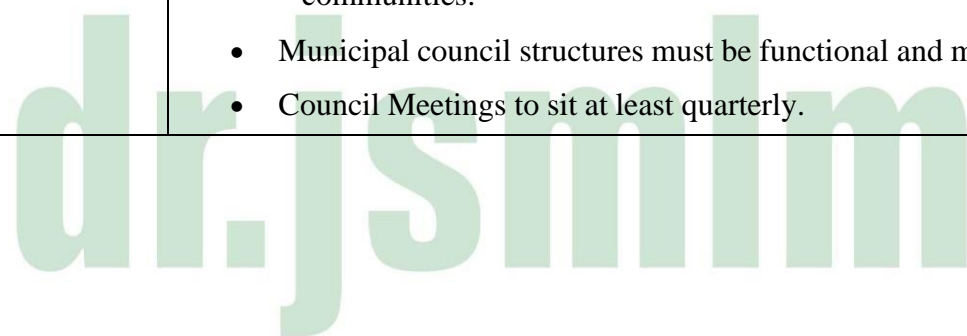 communities.
• Municipal council structures must be functional and
• Council Meetings to sit at least quarterly.
dr.jsmlm